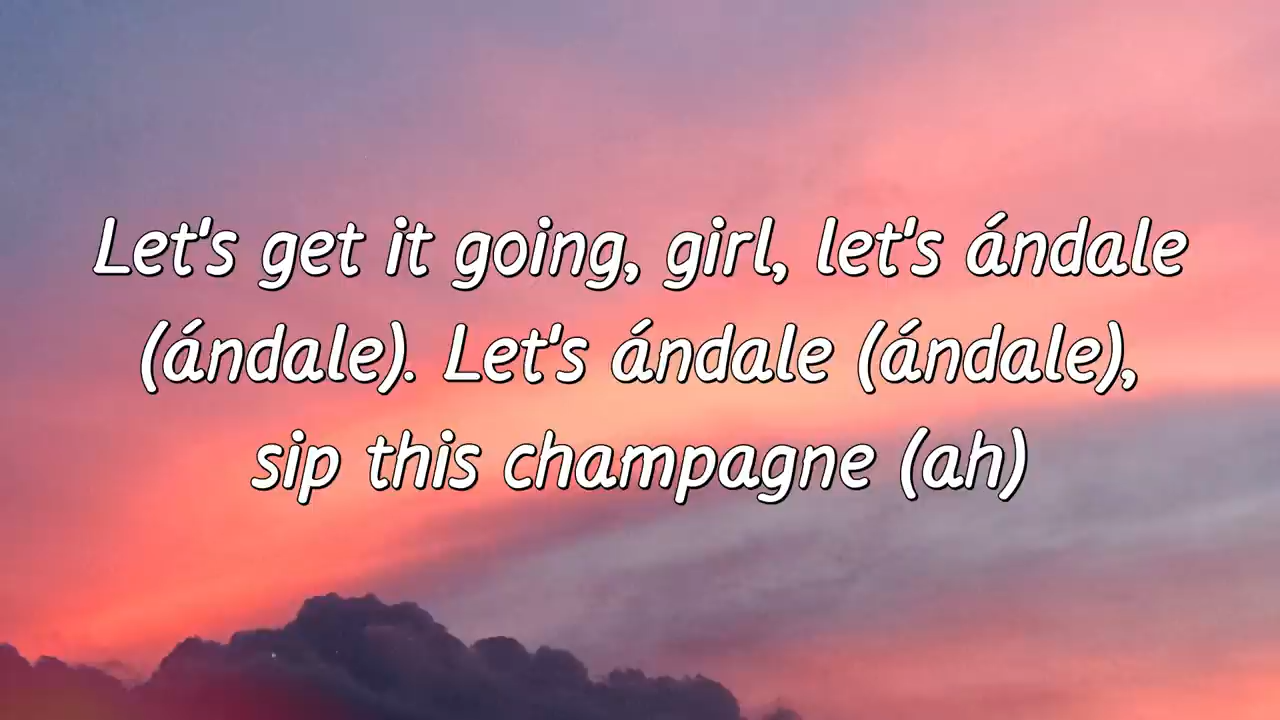 Let's get it going, girl, let's ándale
(ándale). Let's ándale (ándale),
sip this champagne (ah)